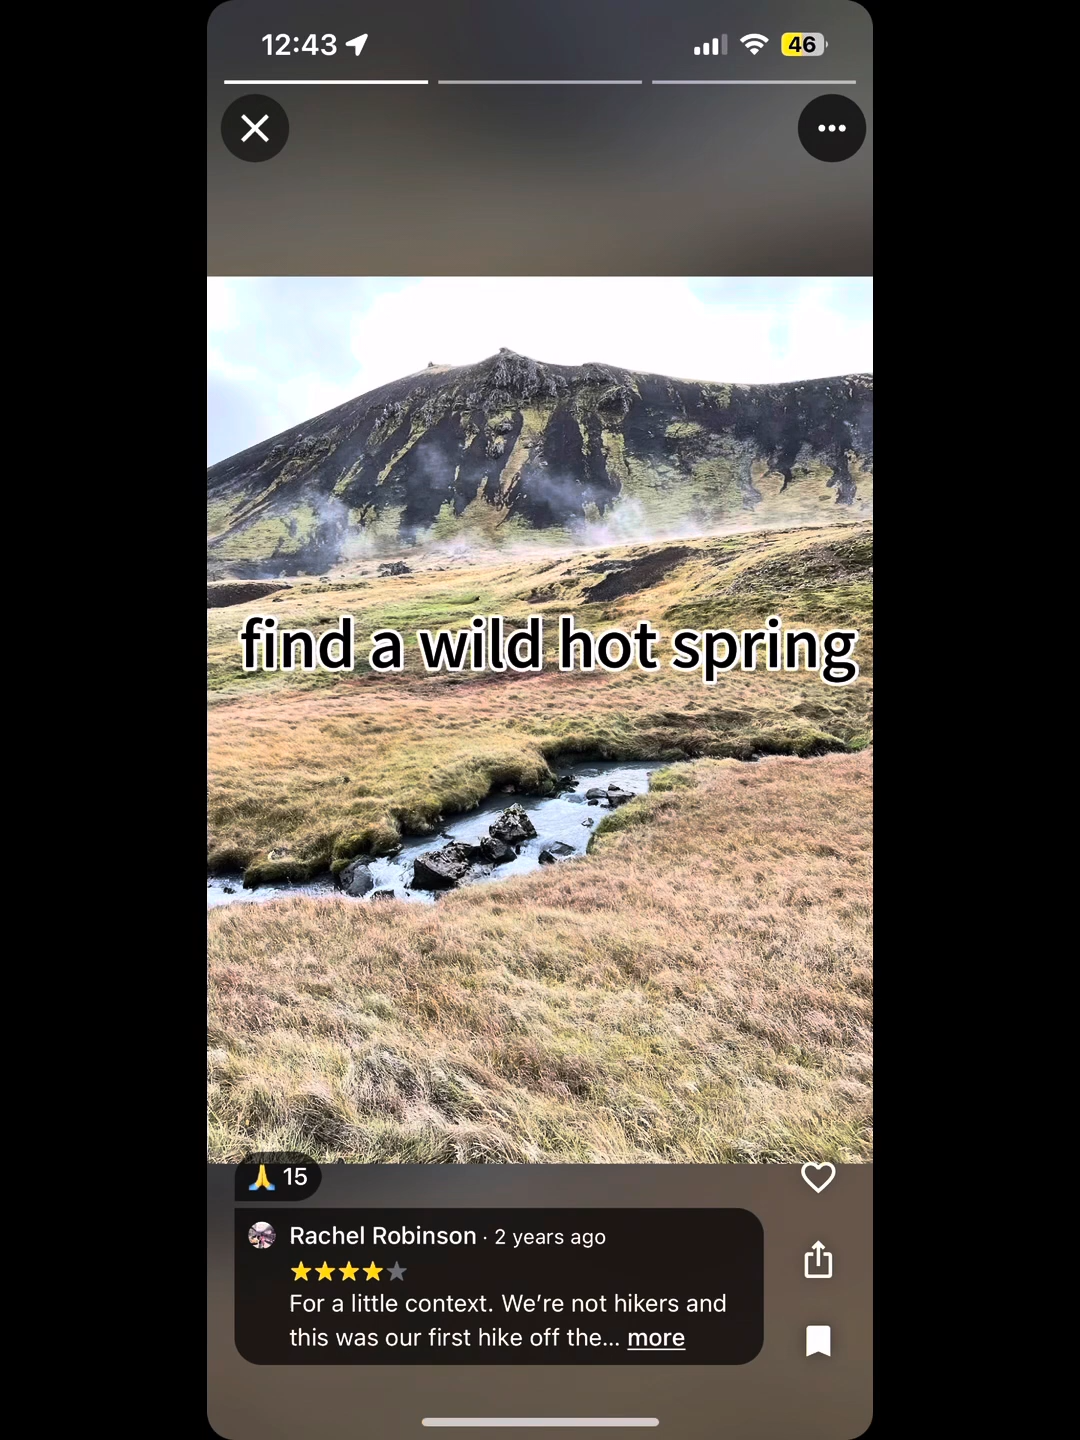 12:43
46
find a wild hot spring
🙏 15
Rachel Robinson · 2 years ago
For a little context. We’re not hikers and
this was our first hike off the... more